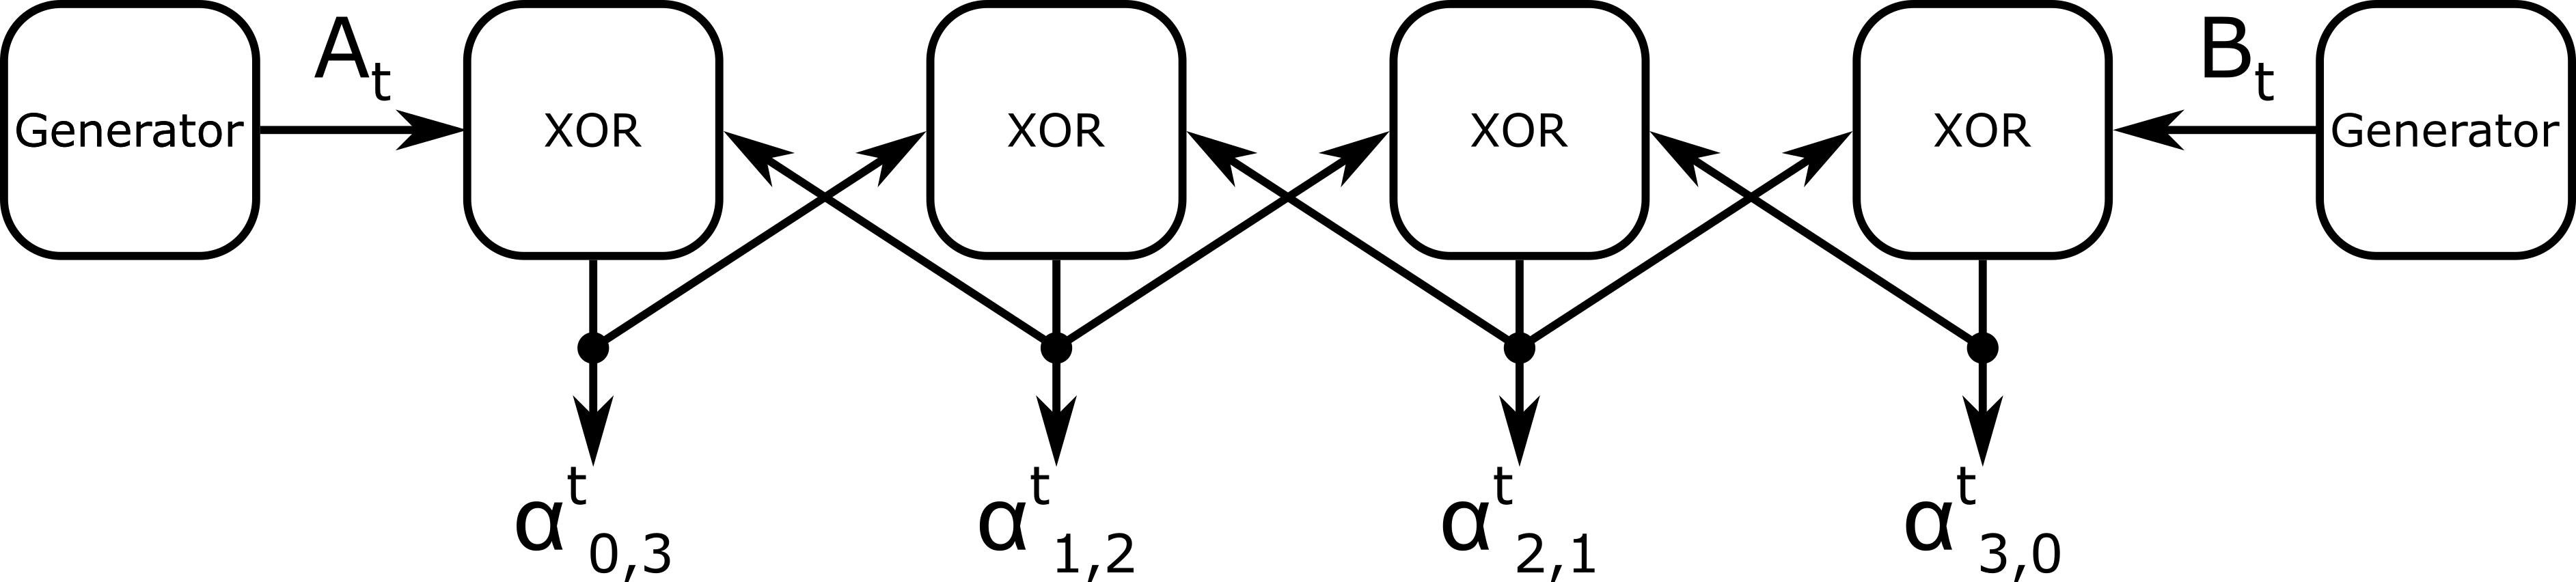 A_t
B_t
Generator
XOR
XOR
XOR
XOR
Generator
α^t_0,3
α^t_1,2
α^t_2,1
α^t_3,0